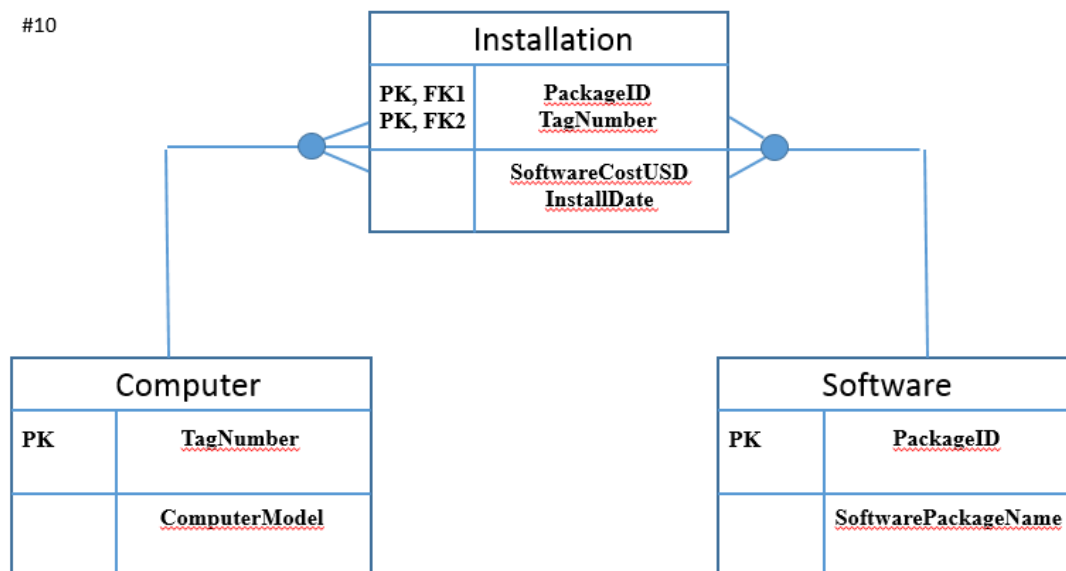 #10
Installation
PK, FK1 PackageID
PK, FK2 TagNumber
SoftwareCostUSD
InstallDate
Computer
PK TagNumber
ComputerModel
Software
PK PackageID
SoftwarePackageName